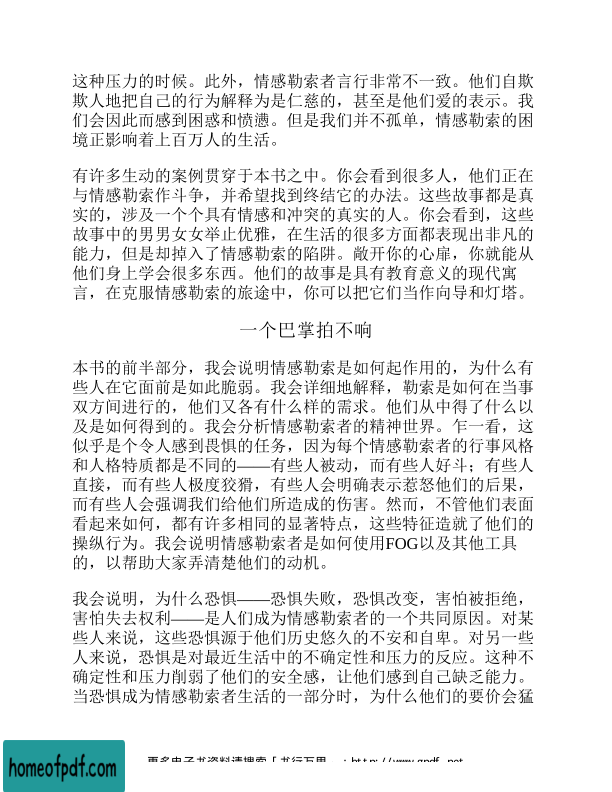 这种压力的时候。此外，情感勒索者言行非常不一致。他们自欺
欺人地把自己的行为解释为是仁慈的，甚至是他们爱的表示。我
们会因此而感到困惑和愤懑。但是我们并不孤单，情感勒索的困
境正影响着上百万人的生活。
有许多生动的案例贯穿于本书之中。你会看到很多人，他们正在
与情感勒索作斗争，并希望找到终结它的办法。这些故事都是真
实的，涉及一个个具有情感和冲突的真实的人。你会看到，这些
故事中的男男女女举止优雅，在生活的很多方面都表现出非凡的
能力，但是却掉入了情感勒索的陷阱。敞开你的心扉，你就能从
他们身上学会很多东西。他们的故事是具有教育意义的现代寓
言，在克服情感勒索的旅途中，你可以把它们当作向导和灯塔。
一个巴掌拍不响
本书的前半部分，我会说明情感勒索是如何起作用的，为什么有
些人在它面前是如此脆弱。我会详细地解释，勒索是如何在当事
双方间进行的，他们又各有什么样的需求。他们从中得了什么以
及是如何得到的。我会分析情感勒索者的精神世界。乍一看，这
似乎是个令人感到畏惧的任务，因为每个情感勒索者的行事风格
和人格特质都是不同的——有些人被动，而有些人好斗；有些人
直接，而有些人极度狡猾，有些人会明确表示惹怒他们的后果，
而有些人会强调我们给他们所造成的伤害。然而，不管他们表面
看起来如何，都有许多相同的显著特点，这些特征造就了他们的
操纵行为。我会说明情感勒索者是如何使用FOG以及其他工具
的，以帮助大家弄清楚他们的动机。
我会说明，为什么恐惧——恐惧失败，恐惧改变，害怕被拒绝，
害怕失去权利——是人们成为情感勒索者的一个共同原因。对某
些人来说，这些恐惧源于他们历史悠久的不安和自卑。对另一些
人来说，恐惧是对最近生活中的不确定性和压力的反应。这种不
确定性和压力削弱了他们的安全感，让他们感到自己缺乏能力。
当恐惧成为情感勒索者生活的一部分时，为什么他们的要价会猛
更多电子书资料请搜索「书行万里
homeofpdf.com